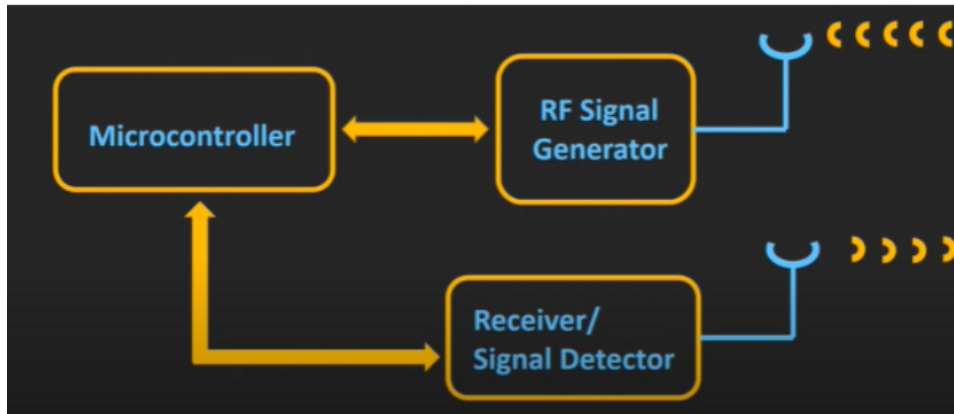 Microcontroller
RF Signal
Generator
Receiver/
Signal Detector